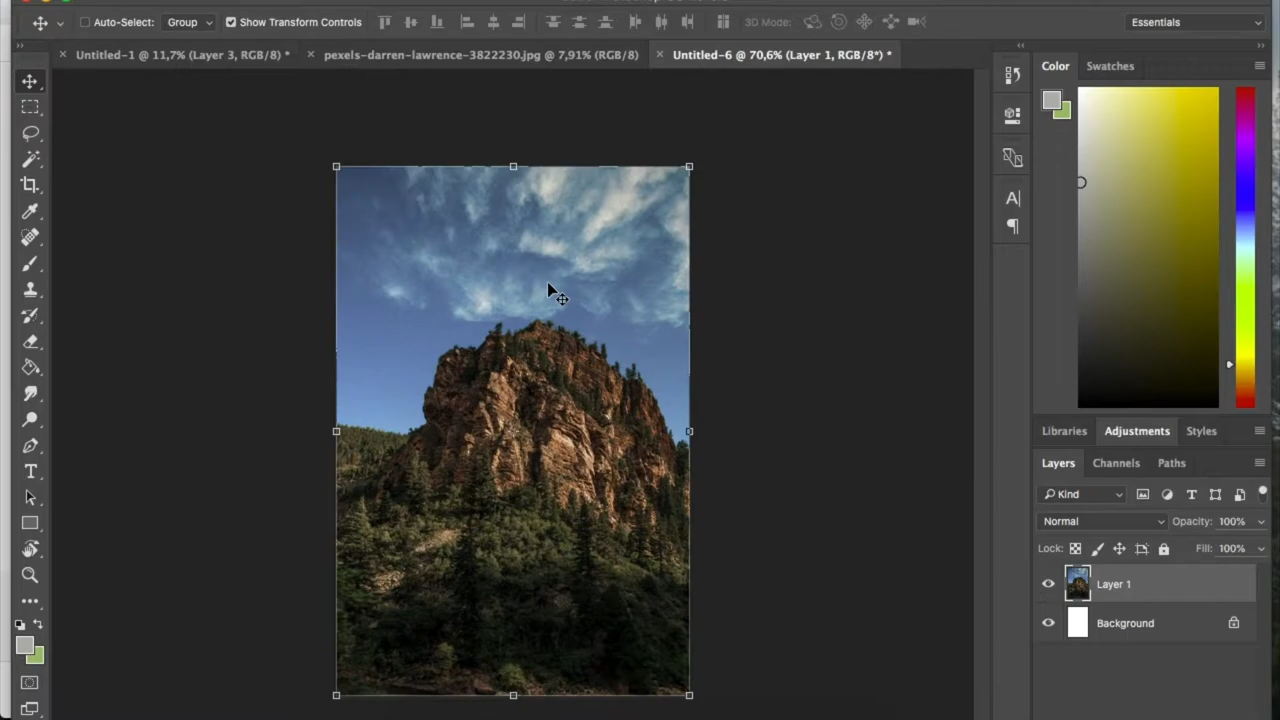 Auto-Select: Group Show Transform Controls 3D Mode: Essentials
Untitled-1 @ 11,7% (Layer 3, RGB/8) * pexels-darren-lawrence-3822230.jpg @ 7,91% (RGB/8) Untitled-6 @ 70,6% (Layer 1, RGB/8*) *
Color Swatches
Libraries Adjustments Styles
Layers Channels Paths
Kind
Normal Opacity: 100%
Lock: Fill: 100%
Layer 1
Background